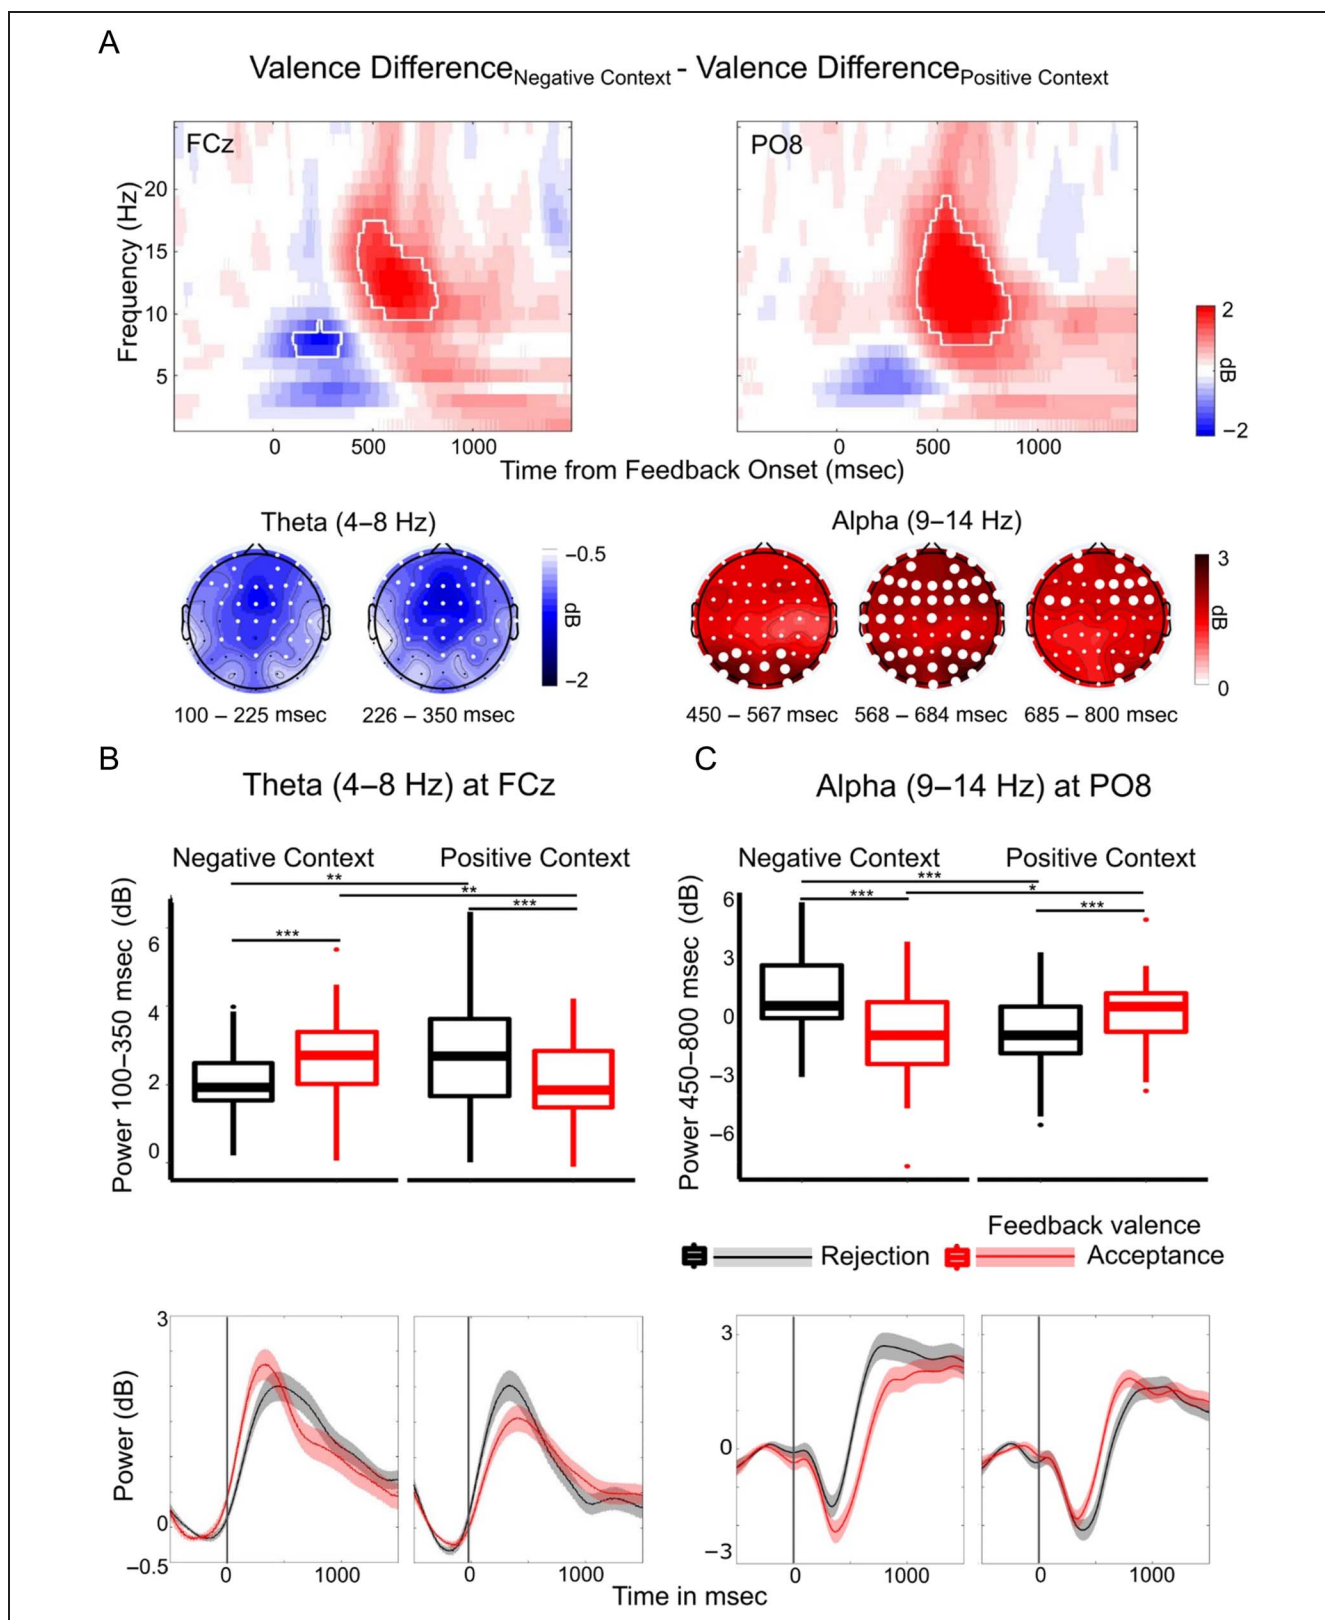 A
Valence Difference Negative Context - Valence Difference Positive Context
FCz
PO8
Frequency (Hz)
20
15
10
5
0 500 1000
0 500 1000
Time from Feedback Onset (msec)
2
dB
−2
Theta (4–8 Hz)
Alpha (9–14 Hz)
−0.5
dB
−2
3
dB
0
100 – 225 msec
226 – 350 msec
450 – 567 msec
568 – 684 msec
685 – 800 msec
B
Theta (4–8 Hz) at FCz
Negative Context
Positive Context
**
**
***
***
Power 100–350 msec (dB)
6
4
2
0
C
Alpha (9–14 Hz) at PO8
Negative Context
Positive Context
***
*
***
***
Power 450–800 msec (dB)
6
3
0
−3
−6
Feedback valence
Rejection
Acceptance
Power (dB)
3
0
−0.5
0 1000
0 1000
3
0
−3
0 1000
0 1000
Time in msec